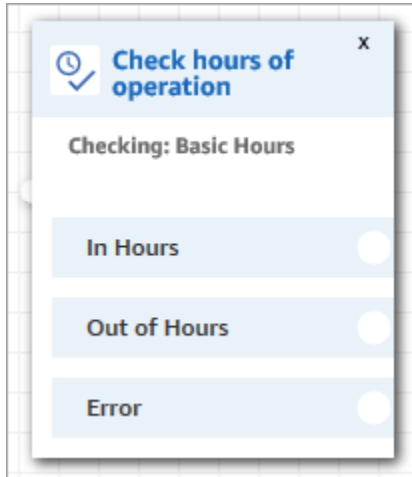 Check hours of
operation
x
Checking: Basic Hours
In Hours
Out of Hours
Error